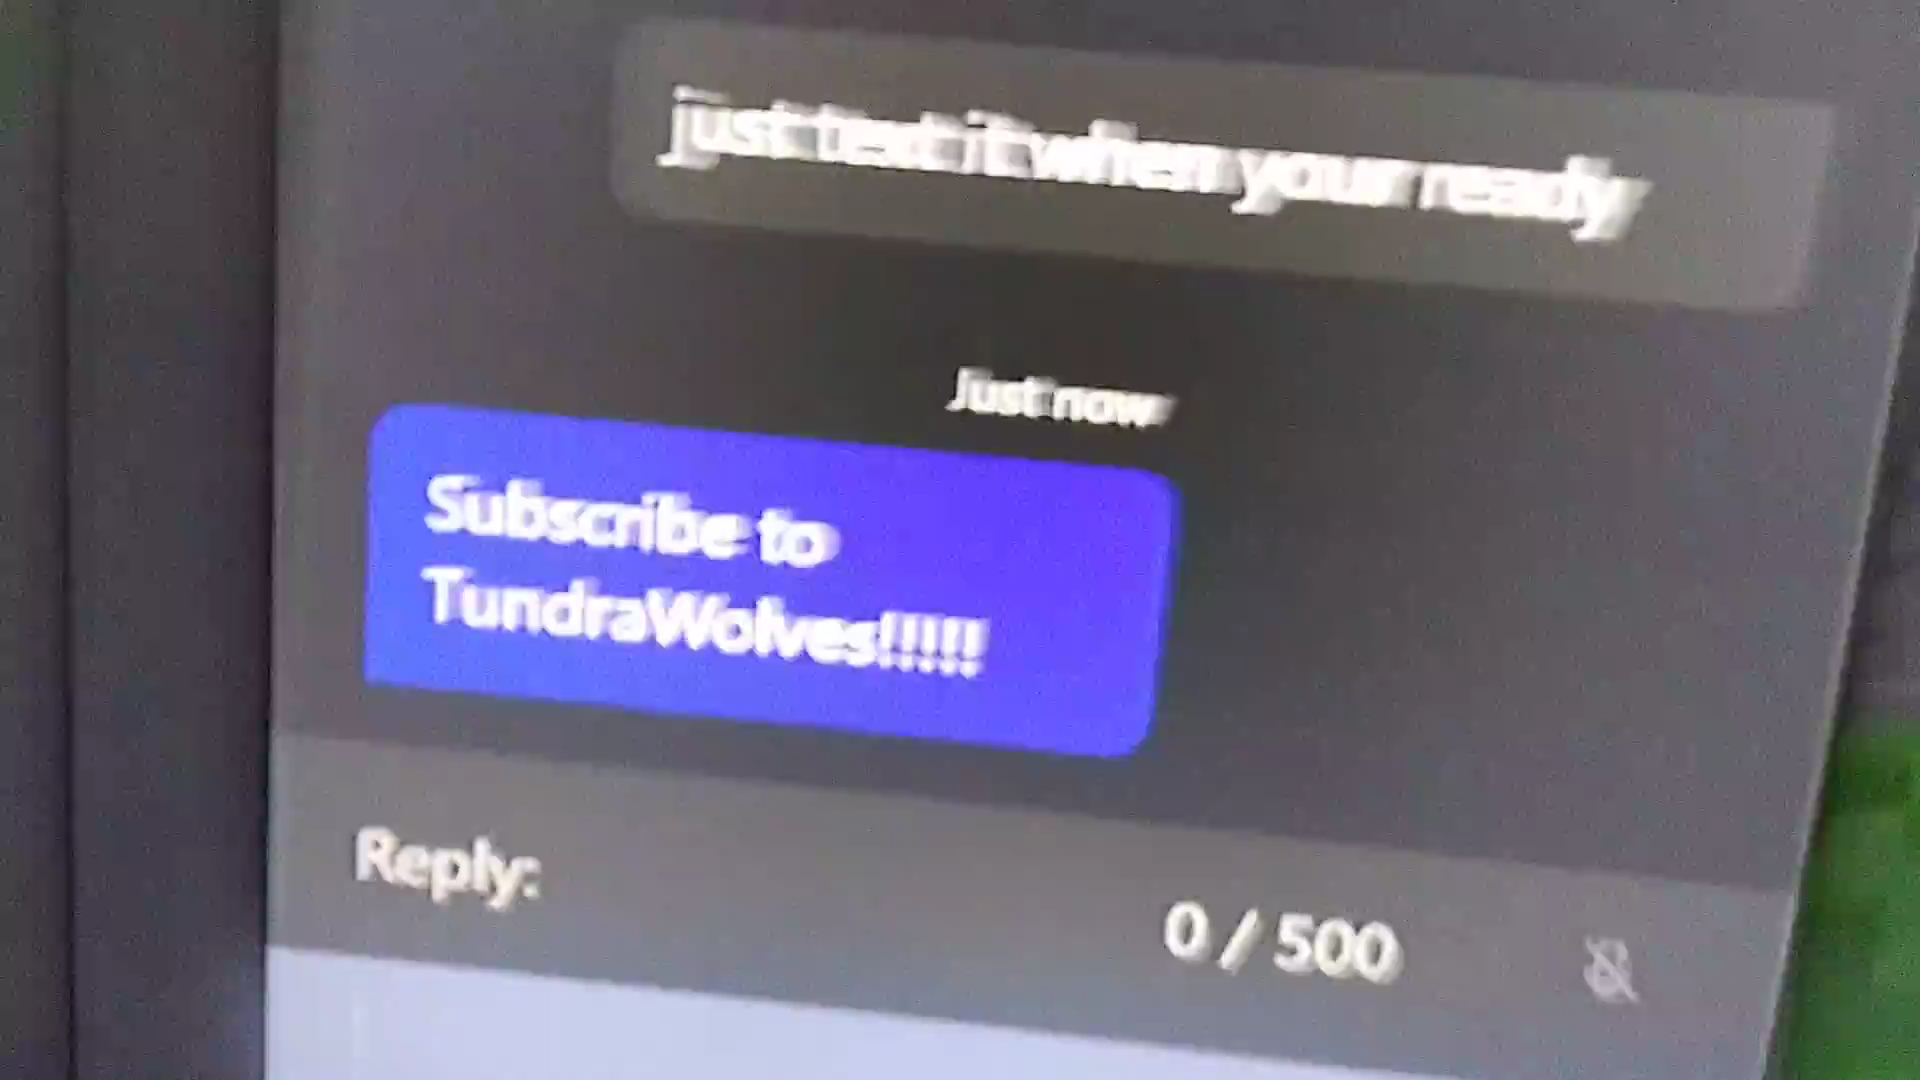 just text it when your ready
Just now
Subscribe to
TundraWolves!!!!!
Reply:
0 / 500